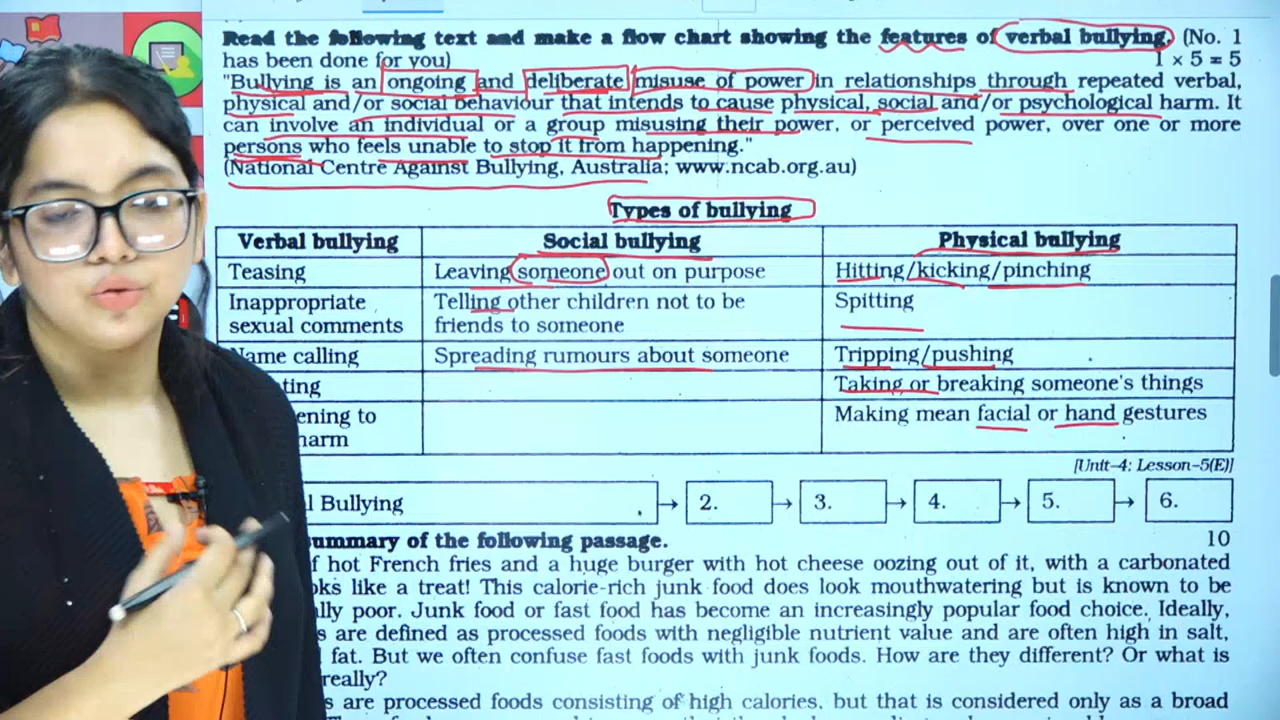 Read the following text and make a flow chart showing the features of verbal bullying. (No. 1
has been done for you) 1 × 5 = 5
"Bullying is an ongoing and deliberate misuse of power in relationships through repeated verbal,
physical and/or social behaviour that intends to cause physical, social and/or psychological harm. It
can involve an individual or a group misusing their power, or perceived power, over one or more
persons who feels unable to stop it from happening."
(National Centre Against Bullying, Australia; www.ncab.org.au)
Types of bullying
Verbal bullying Social bullying Physical bullying
Teasing Leaving someone out on purpose Hitting/kicking/pinching
Inappropriate Telling other children not to be Spitting
sexual comments friends to someone
Name calling Spreading rumours about someone Tripping/pushing
ting Taking or breaking someone's things
ening to Making mean facial or hand gestures
harm
[Unit-4: Lesson-5(E)]
l Bullying → 2. → 3. → 4. → 5. → 6.
summary of the following passage. 10
f hot French fries and a huge burger with hot cheese oozing out of it, with a carbonated
oks like a treat! This calorie-rich junk food does look mouthwatering but is known to be
lly poor. Junk food or fast food has become an increasingly popular food choice. Ideally,
s are defined as processed foods with negligible nutrient value and are often high in salt,
fat. But we often confuse fast foods with junk foods. How are they different? Or what is
really?
s are processed foods consisting of high calories, but that is considered only as a broad